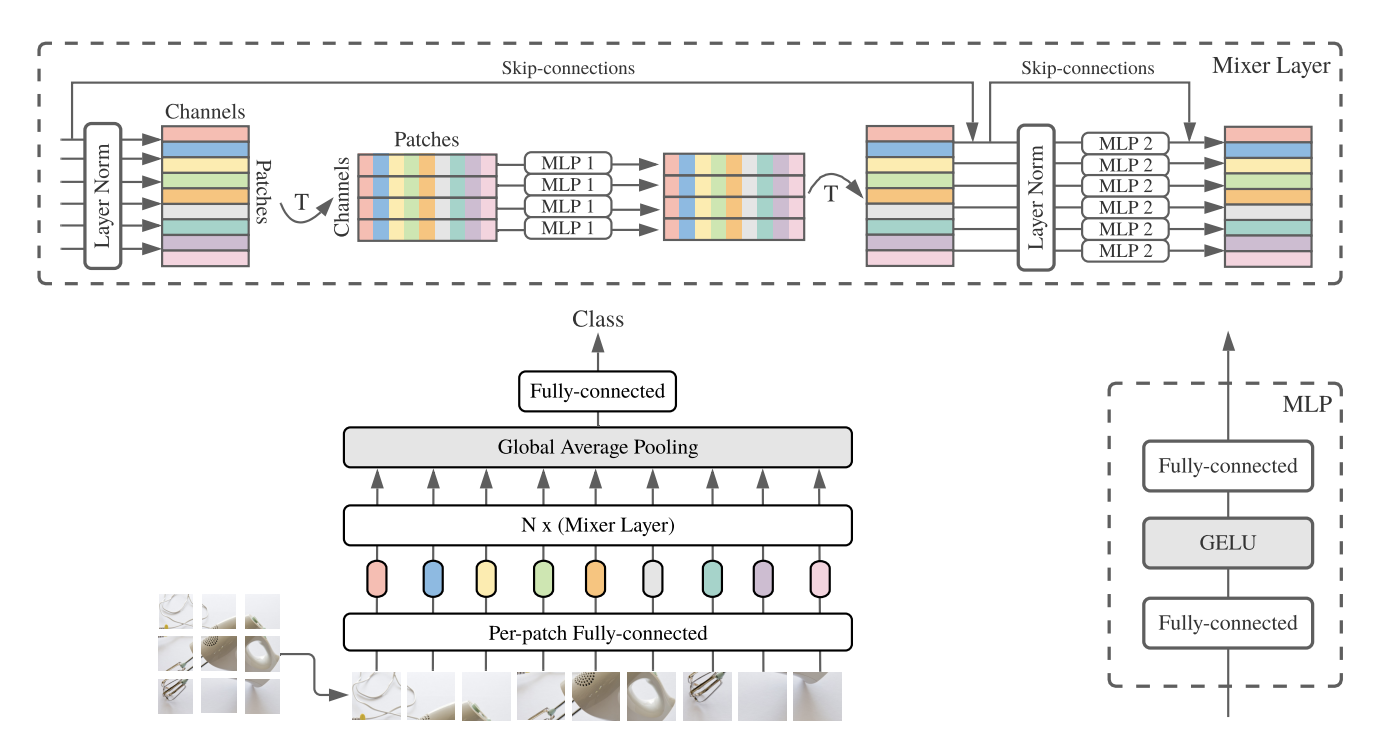 Skip-connections
Skip-connections
Mixer Layer
Channels
Patches
Layer Norm
Patches
T
Channels
MLP 1
MLP 1
MLP 1
MLP 1
T
Layer Norm
MLP 2
MLP 2
MLP 2
MLP 2
MLP 2
MLP 2
Class
Fully-connected
Global Average Pooling
N x (Mixer Layer)
Per-patch Fully-connected
MLP
Fully-connected
GELU
Fully-connected